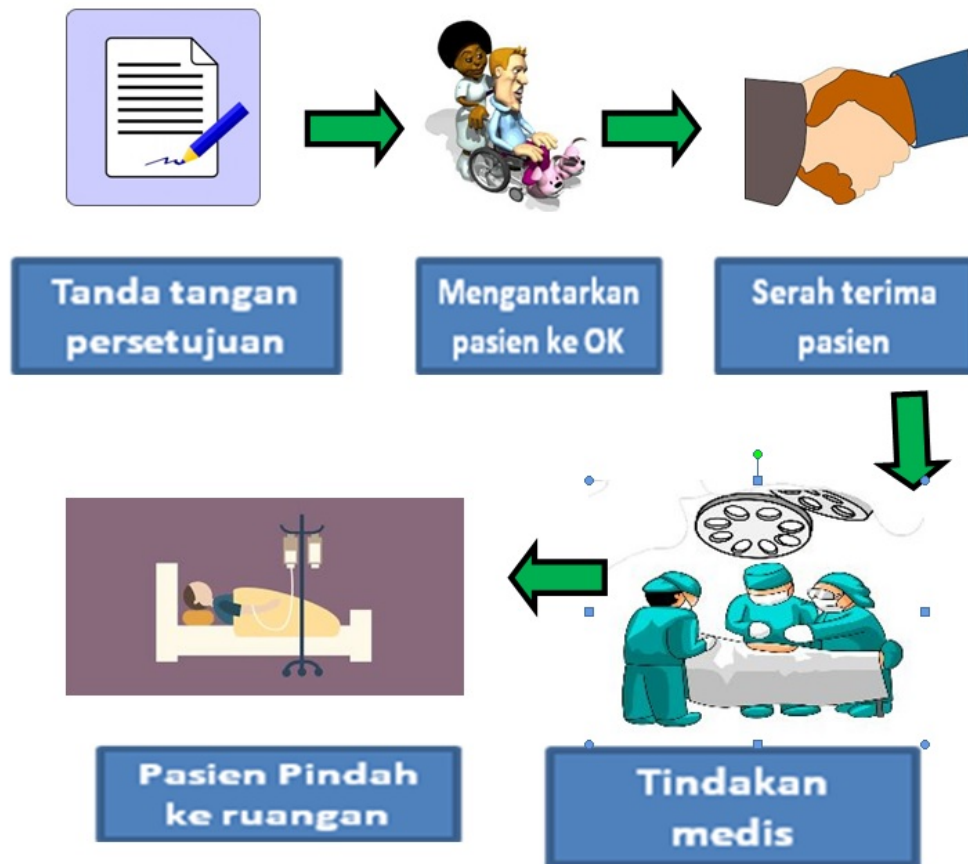 Tanda tangan
persetujuan
Mengantarkan
pasien ke OK
Serah terima
pasien
Tindakan
medis
Pasien Pindah
ke ruangan